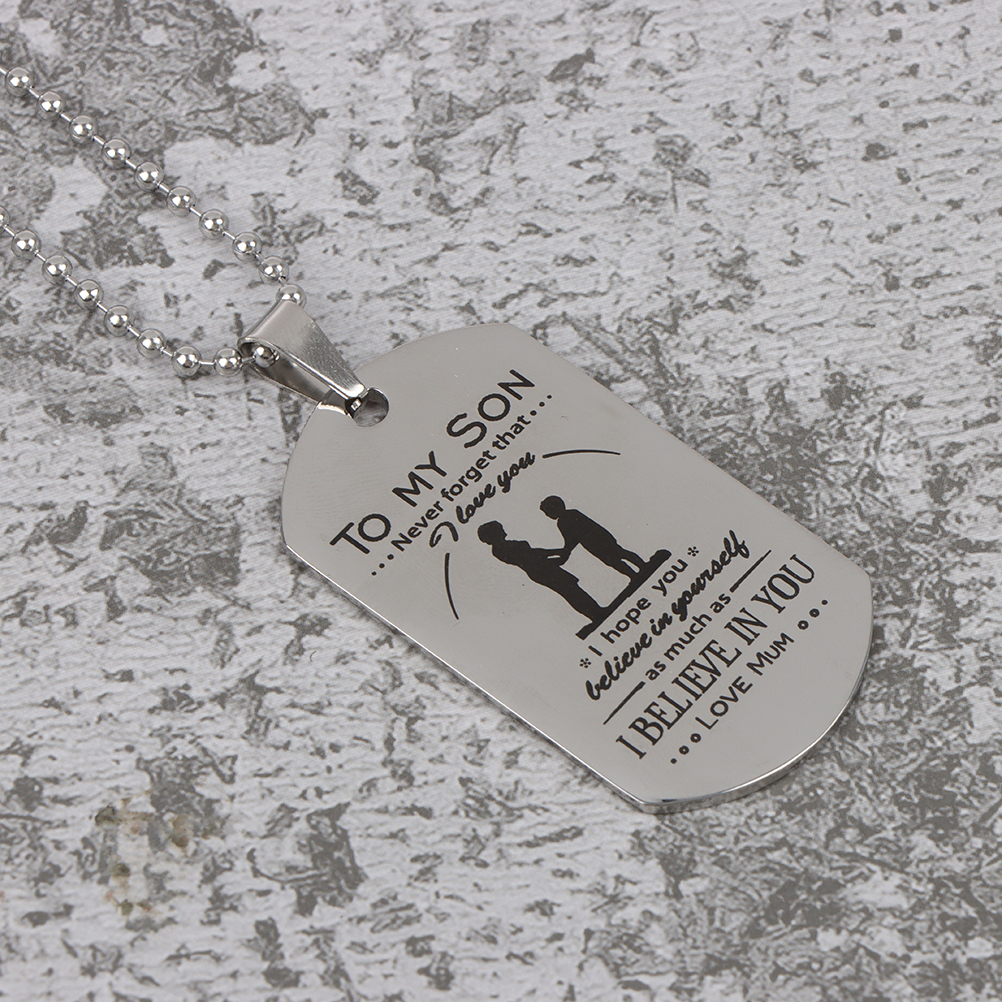 TO MY SON
...Never forget that....
I love you
* I hope you *
believe in yourself
as much as
I BELIEVE IN YOU
LOVE MUM